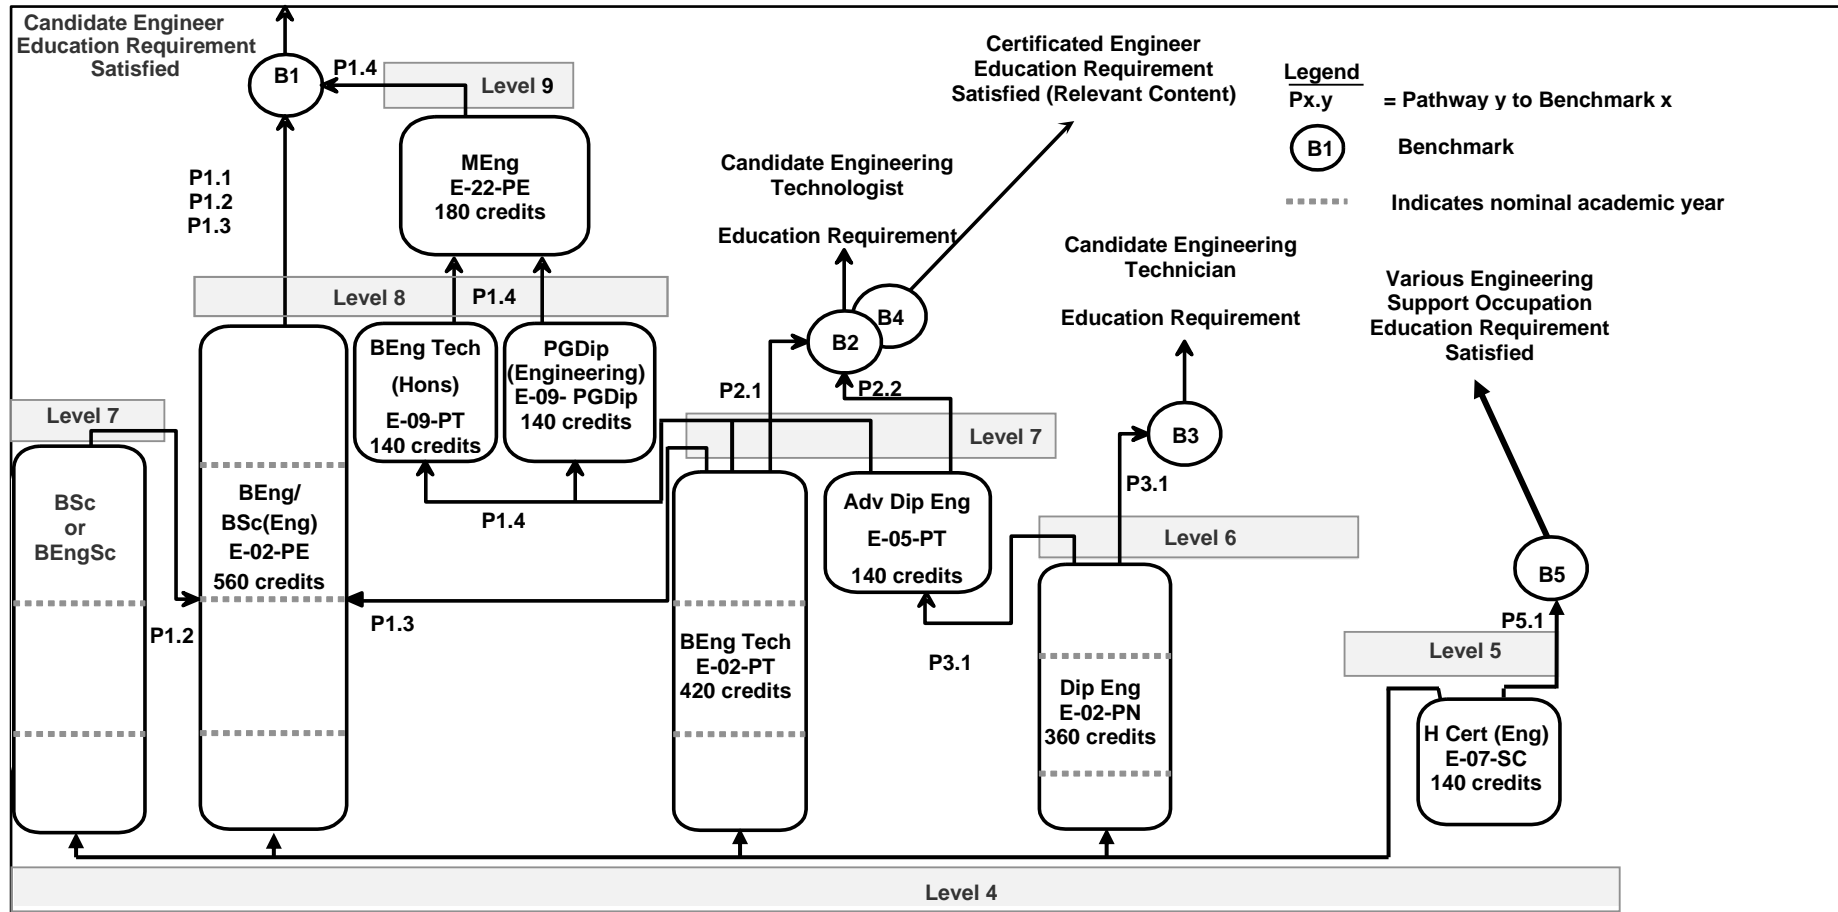 Candidate Engineer
Education Requirement
Satisfied
B1
P1.4
Level 9
MEng
E-22-PE
180 credits
P1.1
P1.2
P1.3
Level 8
P1.4
BEng Tech
(Hons)
E-09-PT
140 credits
PGDip
(Engineering)
E-09- PGDip
140 credits
Level 7
BSc
or
BEngSc
BEng/
BSc(Eng)
E-02-PE
560 credits
P1.2
P1.3
P1.4
Certificated Engineer
Education Requirement
Satisfied (Relevant Content)
Candidate Engineering
Technologist
Education Requirement
B4
B2
P2.1
P2.2
Level 7
BEng Tech
E-02-PT
420 credits
Adv Dip Eng
E-05-PT
140 credits
P3.1
Candidate Engineering
Technician
Education Requirement
B3
P3.1
Level 6
Dip Eng
E-02-PN
360 credits
Legend
Px.y = Pathway y to Benchmark x
B1 Benchmark
Indicates nominal academic year
Various Engineering
Support Occupation
Education Requirement
Satisfied
B5
P5.1
Level 5
H Cert (Eng)
E-07-SC
140 credits
Level 4